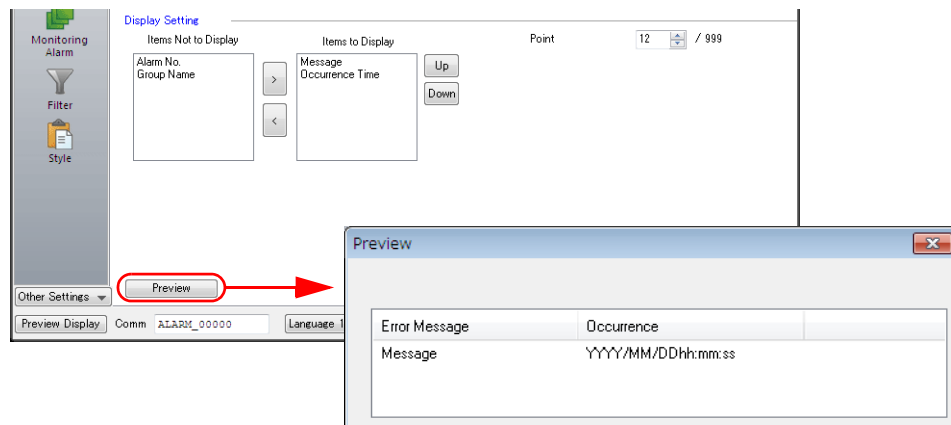 Display Setting
Monitoring
Alarm
Items Not to Display
Items to Display
Point
12
/ 999
Alarm No.
Group Name
>
<
Message
Occurrence Time
Up
Down
Filter
Style
Other Settings
Preview
Preview Display
Comm
ALARM_00000
Language 1
Preview
Error Message
Occurrence
Message
YYYY/MM/DDhh:mm:ss